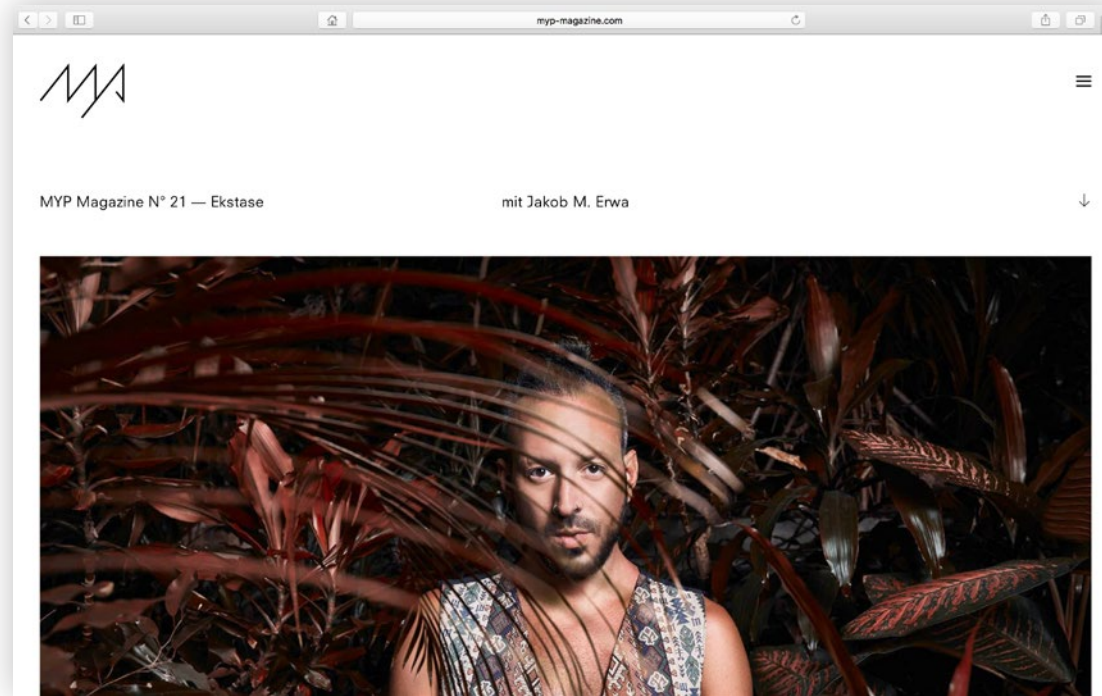 myp-magazine.com
MYP Magazine N° 21 — Ekstase
mit Jakob M. Erwa